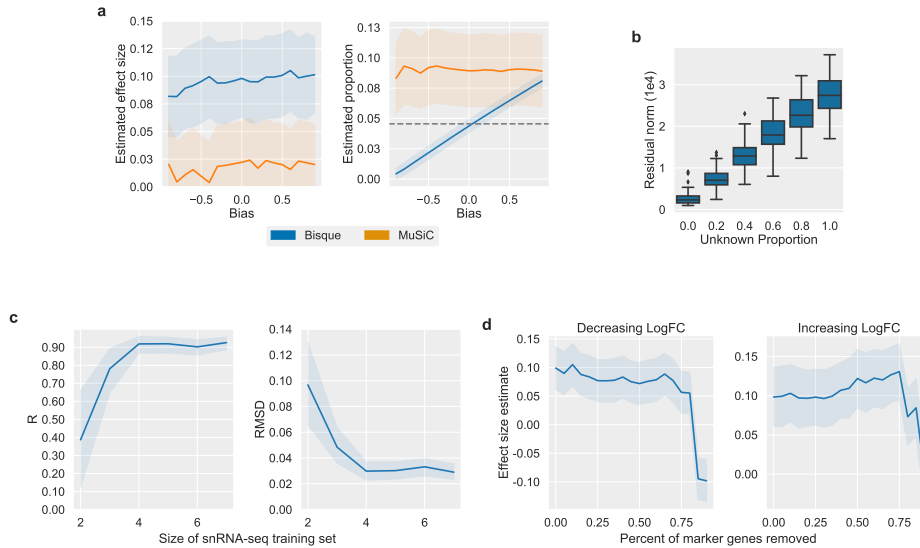 a
0.15
0.13
0.10
0.08
0.05
0.03
0.00
Estimated effect size
−0.5 0.0 0.5
Bias
0.13
0.10
0.08
0.05
0.03
0.00
Estimated proportion
−0.5 0.0 0.5
Bias
Bisque MuSiC
b
3
2
1
0
Residual norm (1e4)
0.0 0.2 0.4 0.6 0.8 1.0
Unknown Proportion
c
0.90
0.80
0.70
0.60
0.50
0.40
0.30
0.20
0.10
0.00
R
2 4 6
0.14
0.12
0.10
0.08
0.06
0.04
0.02
0.00
RMSD
2 4 6
Size of snRNA-seq training set
d
Decreasing LogFC
0.15
0.10
0.05
0.00
-0.05
-0.10
Effect size estimate
0.00 0.25 0.50 0.75
Increasing LogFC
0.15
0.10
0.05
0.00
0.00 0.25 0.50 0.75
Percent of marker genes removed